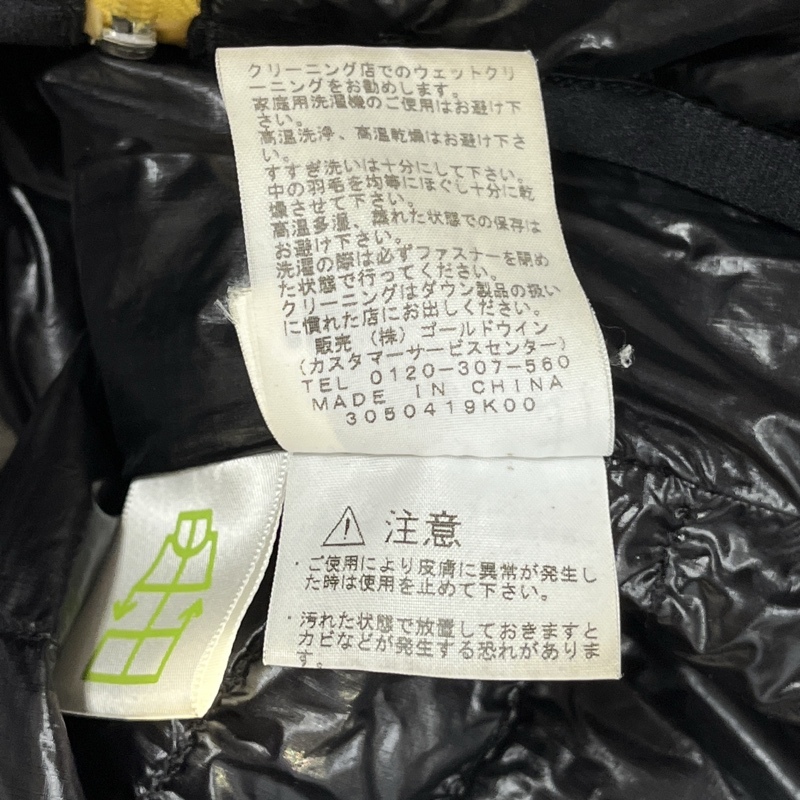 クリーニング店でのウェットクリ
ーニングをお勧めします。
家庭用洗濯機のご使用はお避け下
さい。
高温洗浄、高温乾燥はお避け下さ
い。
すすぎ洗いは十分にして下さい。
中の羽毛を均等にほぐし十分に乾
燥させて下さい。
高温多湿、蒸れた状態での保存は
お避け下さい。
洗濯の際は必ずファスナーを閉め
た状態で行ってください。
クリーニングはダウン製品の扱い
に慣れた店にお出しください。
販売 (株) ゴールドウイン
(カスタマーサービスセンター)
TEL 0120-307-560
MADE IN CHINA
3050419K00
注意
・ご使用により皮膚に異常が発生し
た時は使用を止めて下さい。
・汚れた状態で放置しておきますと
カビなどが発生する恐れがありま
す。